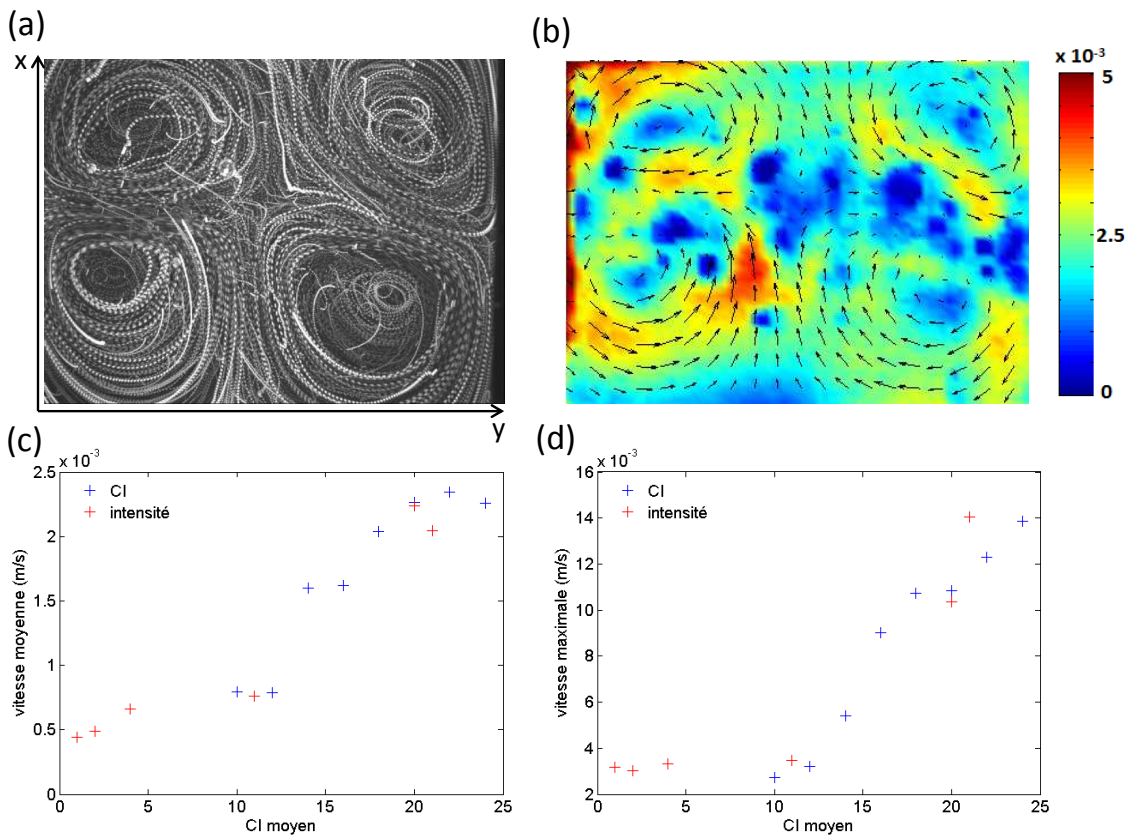 (a)
x
y
(b)
x 10⁻³
5
2.5
0
(c)
x 10⁻³
2.5
2
1.5
1
0.5
0
0 5 10 15 20 25
vitesse moyenne (m/s)
CI moyen
CI
intensité
(d)
x 10⁻³
16
14
12
10
8
6
4
2
0 5 10 15 20 25
vitesse maximale (m/s)
CI moyen
CI
intensité